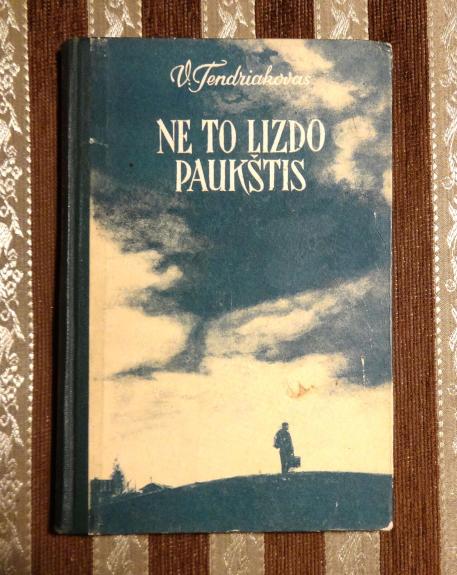 V. Tendriakovas
NE TO LIZDO
PAUKŠTIS